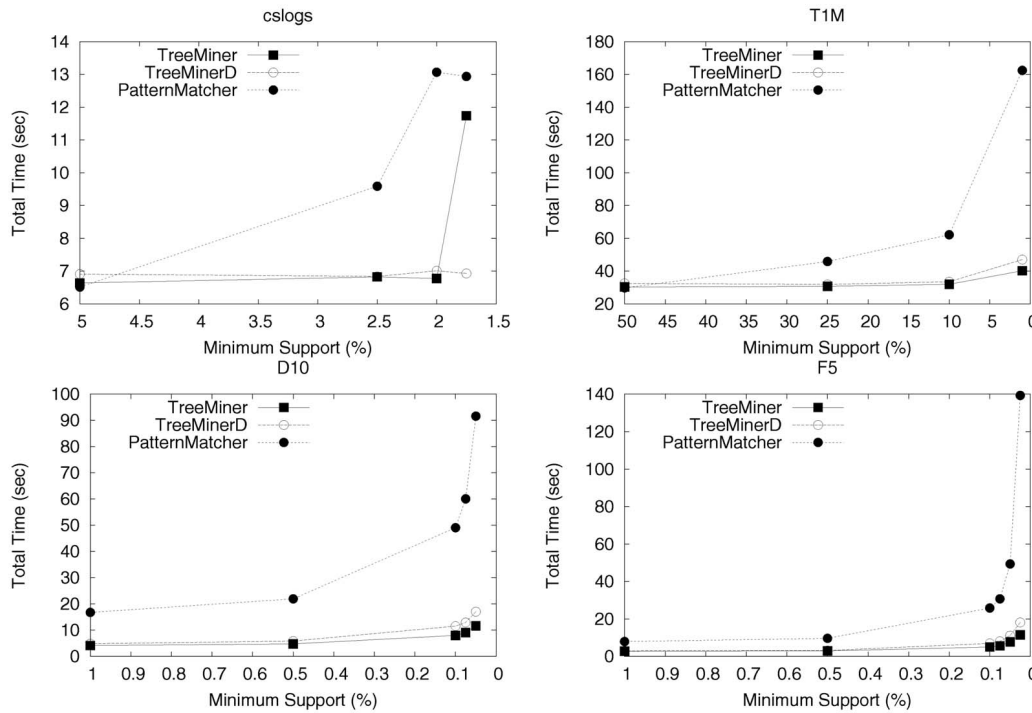 cslogs
Total Time (sec)
14
13
12
11
10
9
8
7
6
TreeMiner
TreeMinerD
PatternMatcher
5 4.5 4 3.5 3 2.5 2 1.5
Minimum Support (%)
T1M
Total Time (sec)
180
160
140
120
100
80
60
40
20
TreeMiner
TreeMinerD
PatternMatcher
50 45 40 35 30 25 20 15 10 5 0
Minimum Support (%)
D10
Total Time (sec)
100
90
80
70
60
50
40
30
20
10
0
TreeMiner
TreeMinerD
PatternMatcher
1 0.9 0.8 0.7 0.6 0.5 0.4 0.3 0.2 0.1 0
Minimum Support (%)
F5
Total Time (sec)
140
120
100
80
60
40
20
0
TreeMiner
TreeMinerD
PatternMatcher
1 0.9 0.8 0.7 0.6 0.5 0.4 0.3 0.2 0.1 0
Minimum Support (%)